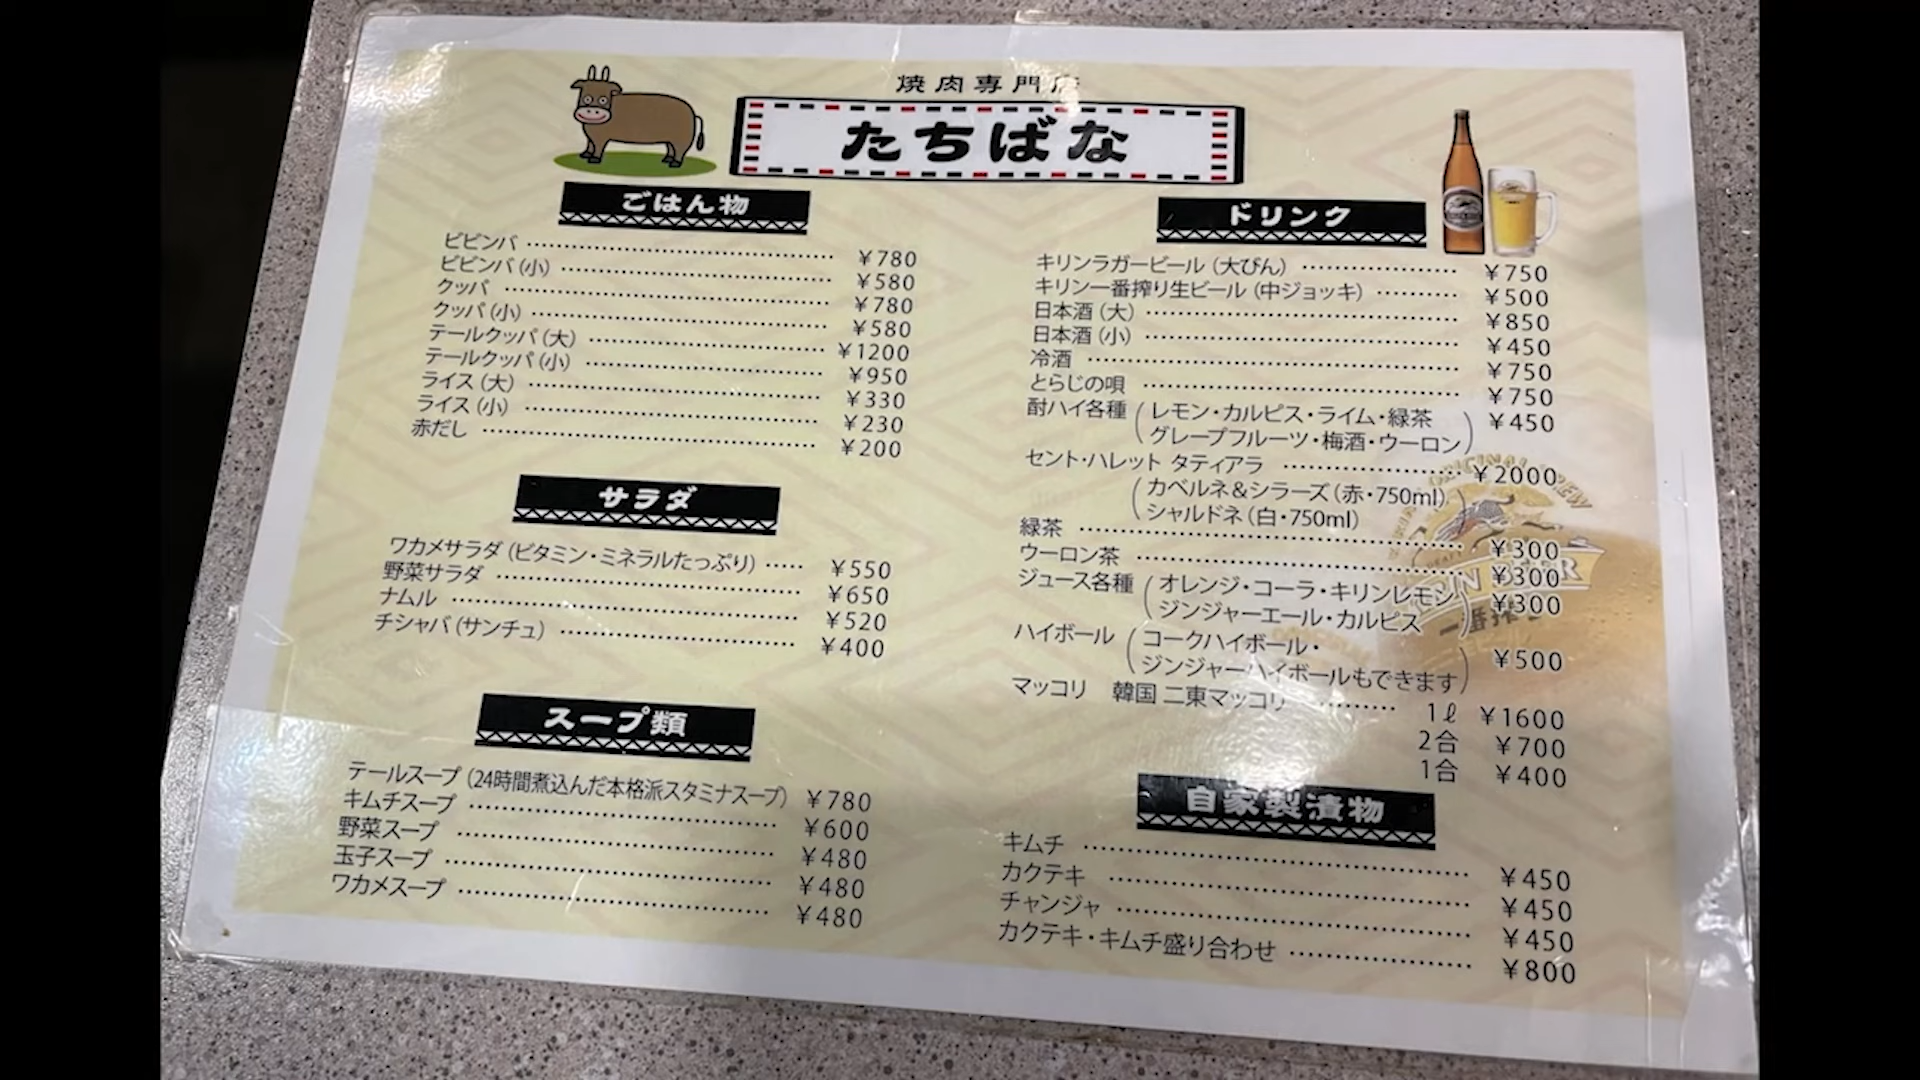 焼肉専門店
たちばな
ごはん物
ビビンバ ¥780
ビビンバ(小) ¥580
クッパ ¥780
クッパ(小) ¥580
テールクッパ(大) ¥1200
テールクッパ(小) ¥950
ライス(大) ¥330
ライス(小) ¥230
赤だし ¥200
サラダ
ワカメサラダ(ビタミン・ミネラルたっぷり) ¥550
野菜サラダ ¥650
ナムル ¥520
チシャバ(サンチュ) ¥400
スープ類
テールスープ(24時間煮込んだ本格派スタミナスープ) ¥780
キムチスープ ¥600
野菜スープ ¥480
玉子スープ ¥480
ワカメスープ ¥480
ドリンク
キリンラガービール(大びん) ¥750
キリン一番搾り生ビール(中ジョッキ) ¥500
日本酒(大) ¥850
日本酒(小) ¥450
冷酒 ¥750
とらじの唄 ¥750
酎ハイ各種(レモン・カルピス・ライム・緑茶 ¥450
グレープフルーツ・梅酒・ウーロン)
セント・ハレット タティアラ ¥2000
(カベルネ&シラーズ(赤・750ml)
シャルドネ(白・750ml))
緑茶 ¥300
ウーロン茶 ¥300
ジュース各種(オレンジ・コーラ・キリンレモン ¥300
ジンジャーエール・カルピス)
ハイボール(コークハイボール・
ジンジャーハイボールもできます) ¥500
マッコリ 韓国 二東マッコリ 1ℓ ¥1600
2合 ¥700
1合 ¥400
自家製漬物
キムチ ¥450
カクテキ ¥450
チャンジャ ¥450
カクテキ・キムチ盛り合わせ ¥800